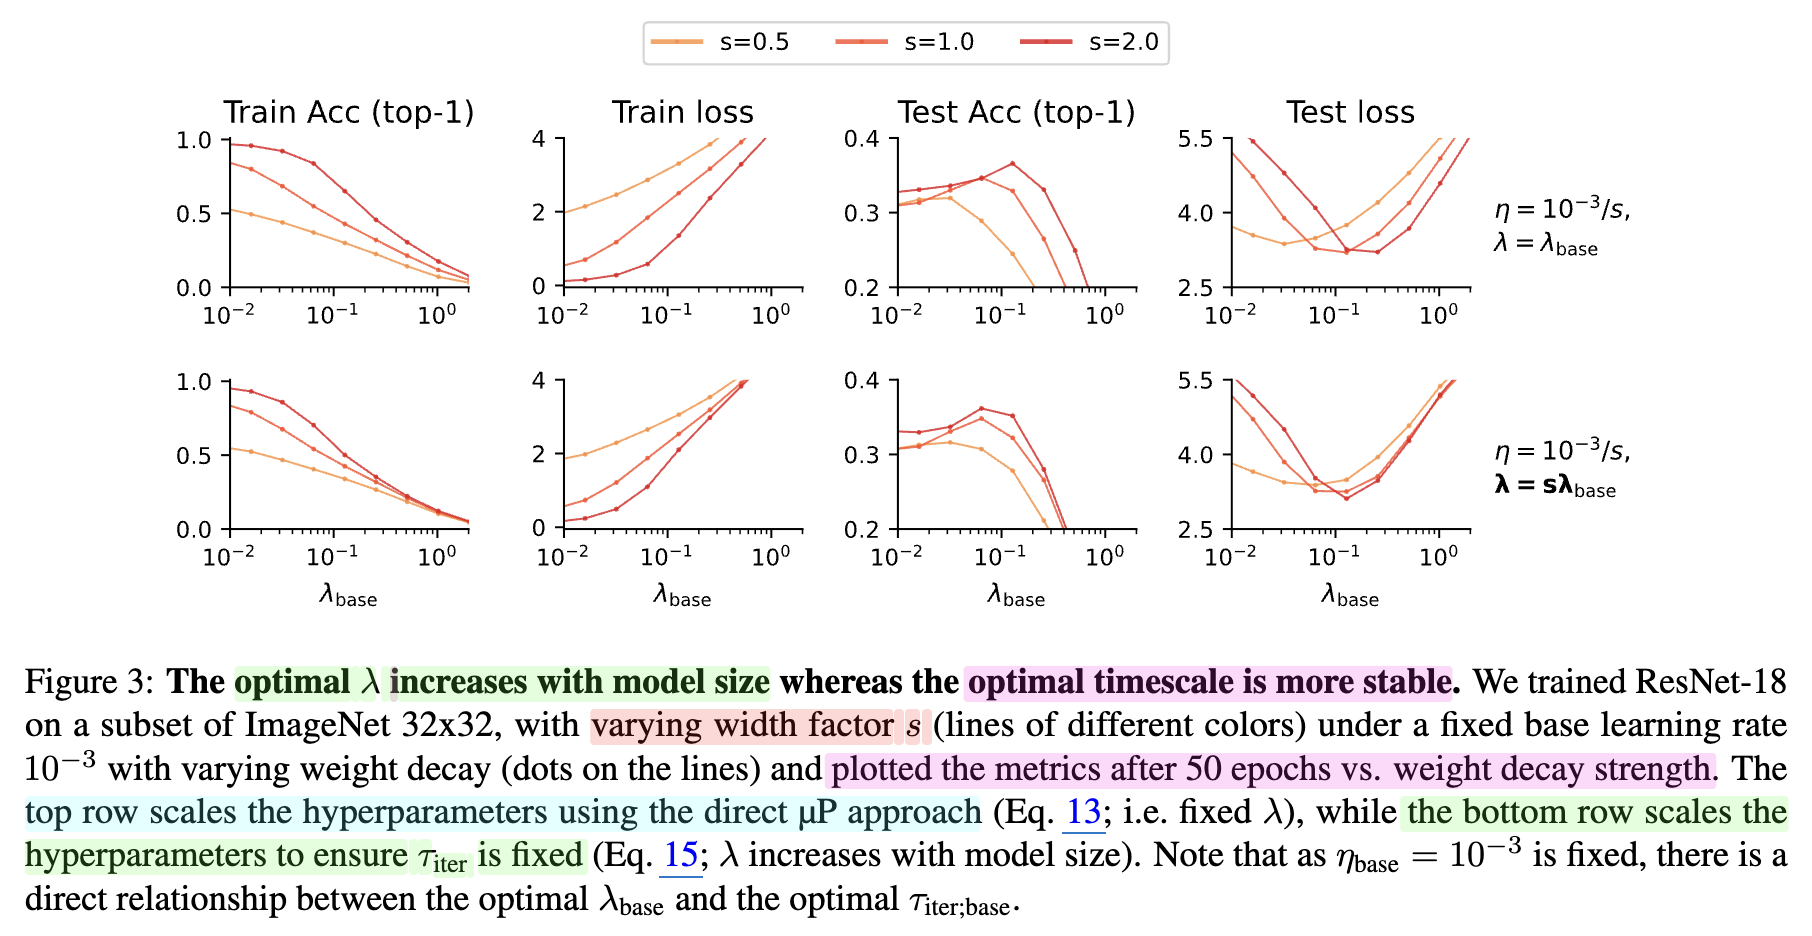 s=0.5 s=1.0 s=2.0
Train Acc (top-1) Train loss Test Acc (top-1) Test loss
1.0 0.5 0.0
10⁻² 10⁻¹ 10⁰
4 2 0
10⁻² 10⁻¹ 10⁰
0.4 0.3 0.2
10⁻² 10⁻¹ 10⁰
5.5 4.0 2.5
10⁻² 10⁻¹ 10⁰
η = 10⁻³/s,
λ = λbase
1.0 0.5 0.0
10⁻² 10⁻¹ 10⁰
λbase
4 2 0
10⁻² 10⁻¹ 10⁰
λbase
0.4 0.3 0.2
10⁻² 10⁻¹ 10⁰
λbase
5.5 4.0 2.5
10⁻² 10⁻¹ 10⁰
λbase
η = 10⁻³/s,
λ = sλbase
Figure 3: The optimal λ increases with model size whereas the optimal timescale is more stable. We trained ResNet-18
on a subset of ImageNet 32x32, with varying width factor s (lines of different colors) under a fixed base learning rate
10⁻³ with varying weight decay (dots on the lines) and plotted the metrics after 50 epochs vs. weight decay strength. The
top row scales the hyperparameters using the direct μP approach (Eq. 13; i.e. fixed λ), while the bottom row scales the
hyperparameters to ensure τiter is fixed (Eq. 15; λ increases with model size). Note that as ηbase = 10⁻³ is fixed, there is a
direct relationship between the optimal λbase and the optimal τiter;base.